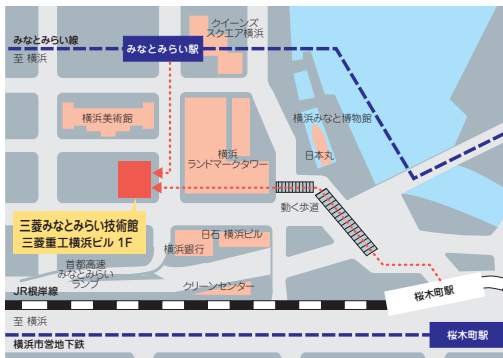 クイーンズ
スクエア横浜
みなとみらい線
みなとみらい駅
至 横浜
横浜美術館
横浜みなと博物館
横浜
ランドマークタワー
日本丸
動く歩道
三菱みなとみらい技術館
三菱重工横浜ビル 1F
日石 横浜ビル
横浜銀行
首都高速
みなとみらい
ランプ
クリーンセンター
JR根岸線
桜木町駅
至 横浜
桜木町駅
横浜市営地下鉄